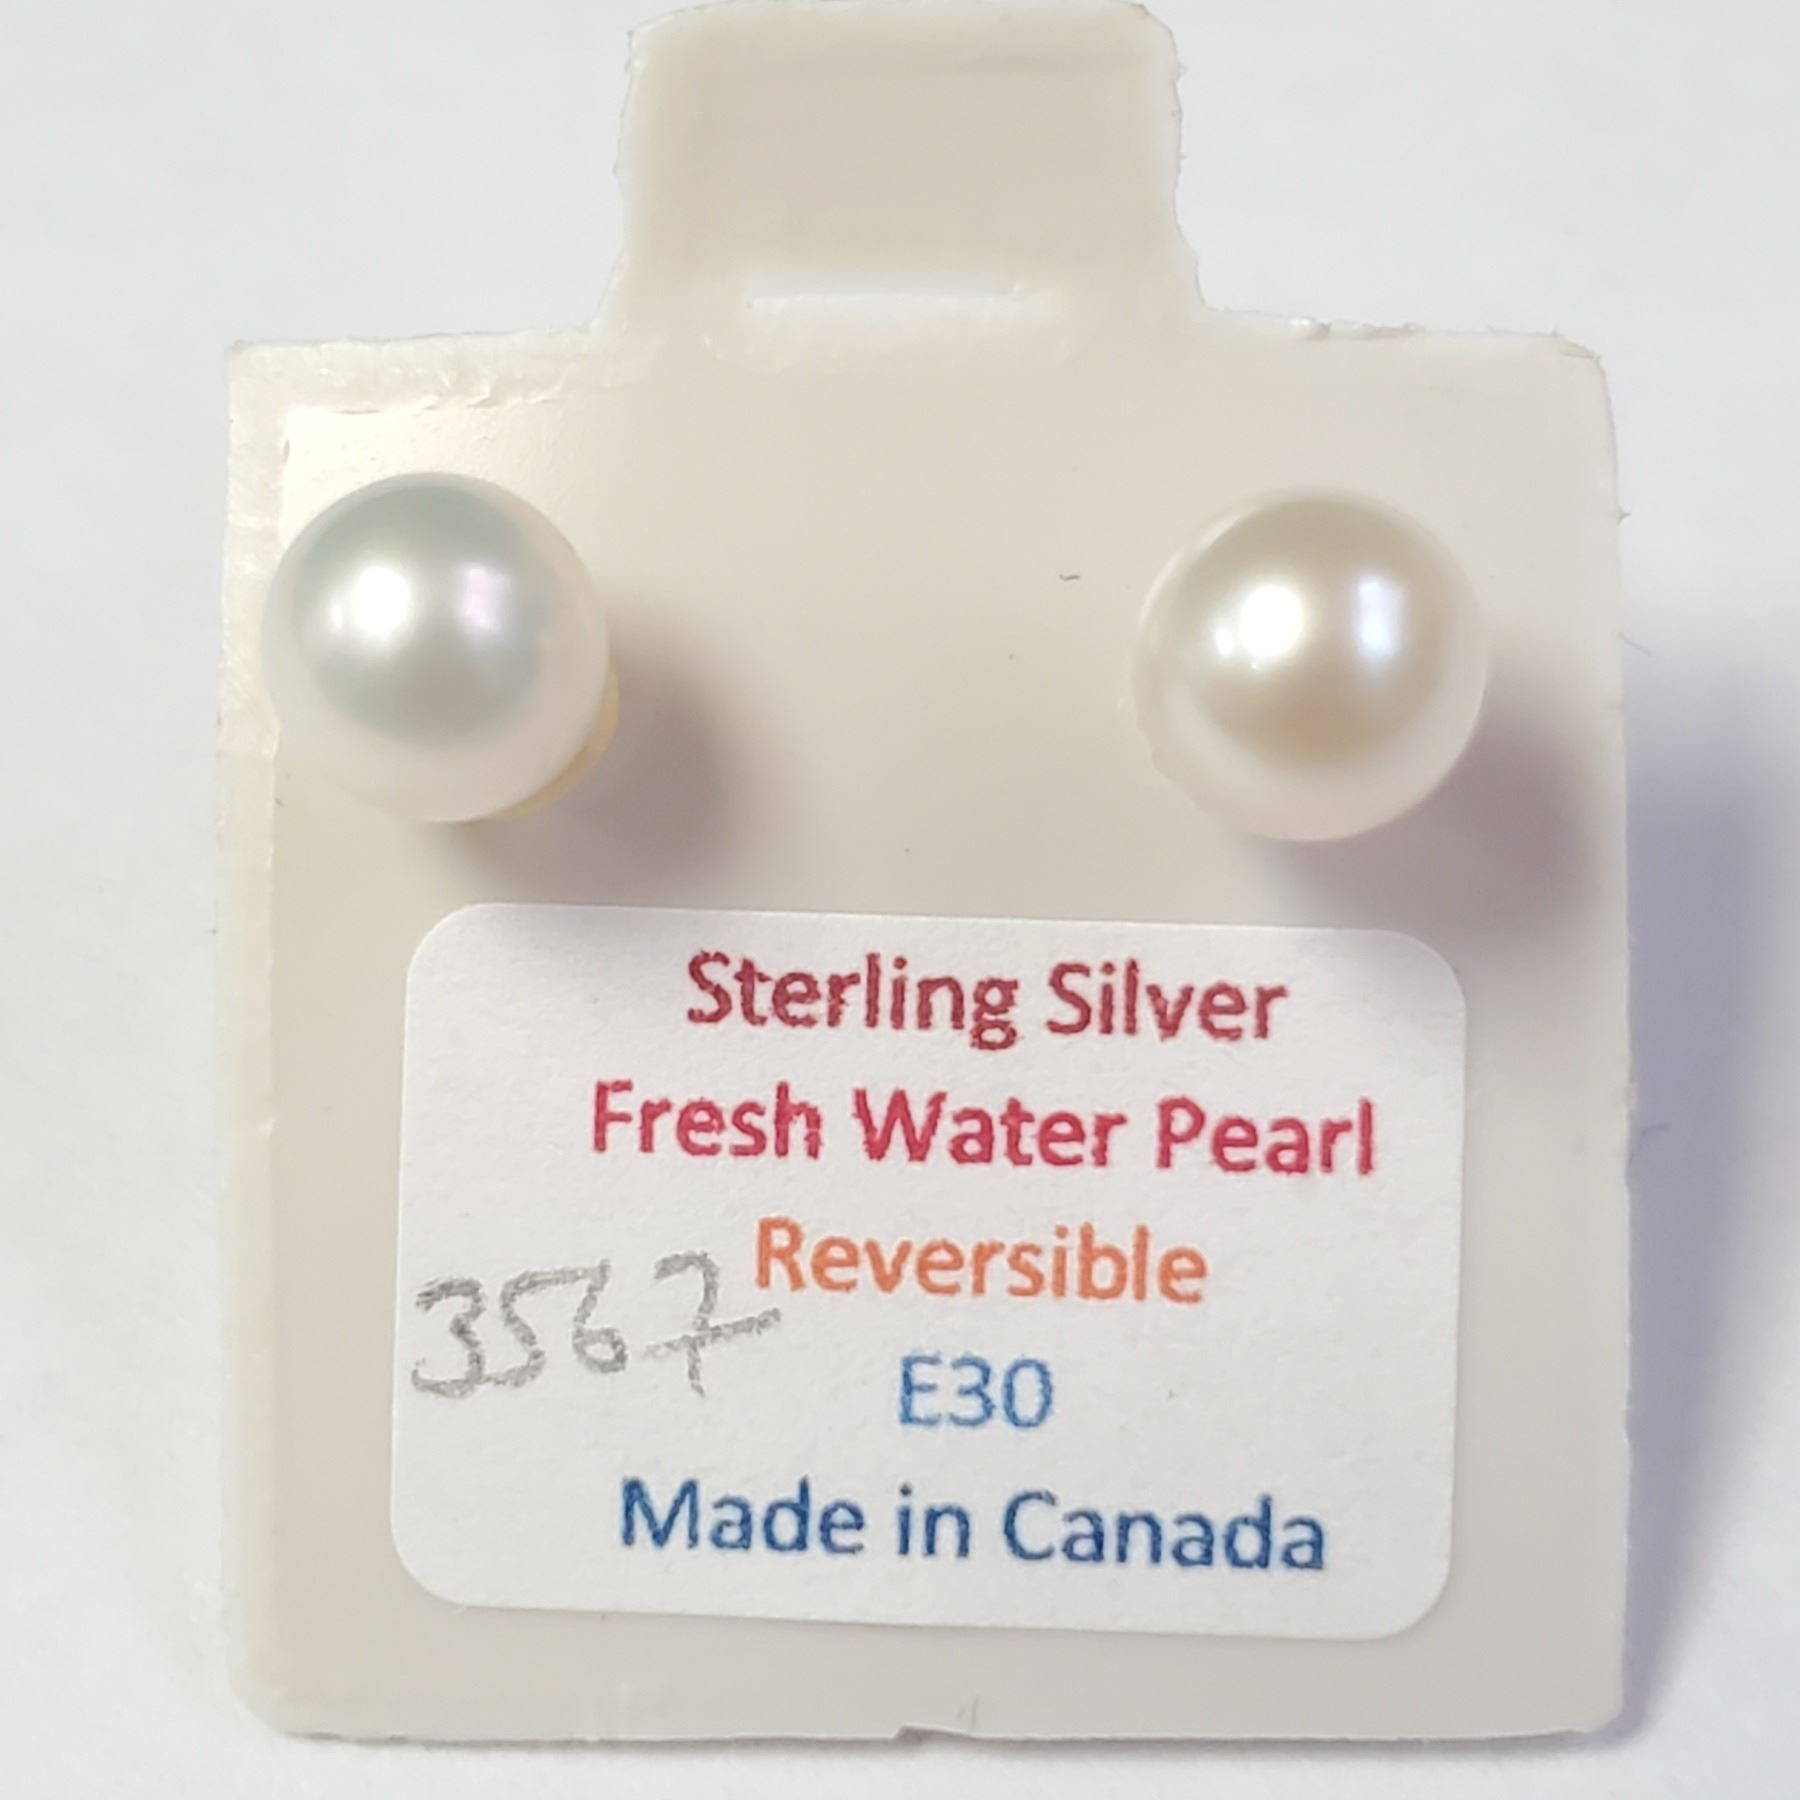 Sterling Silver
Fresh Water Pearl
Reversible
3567
E30
Made in Canada